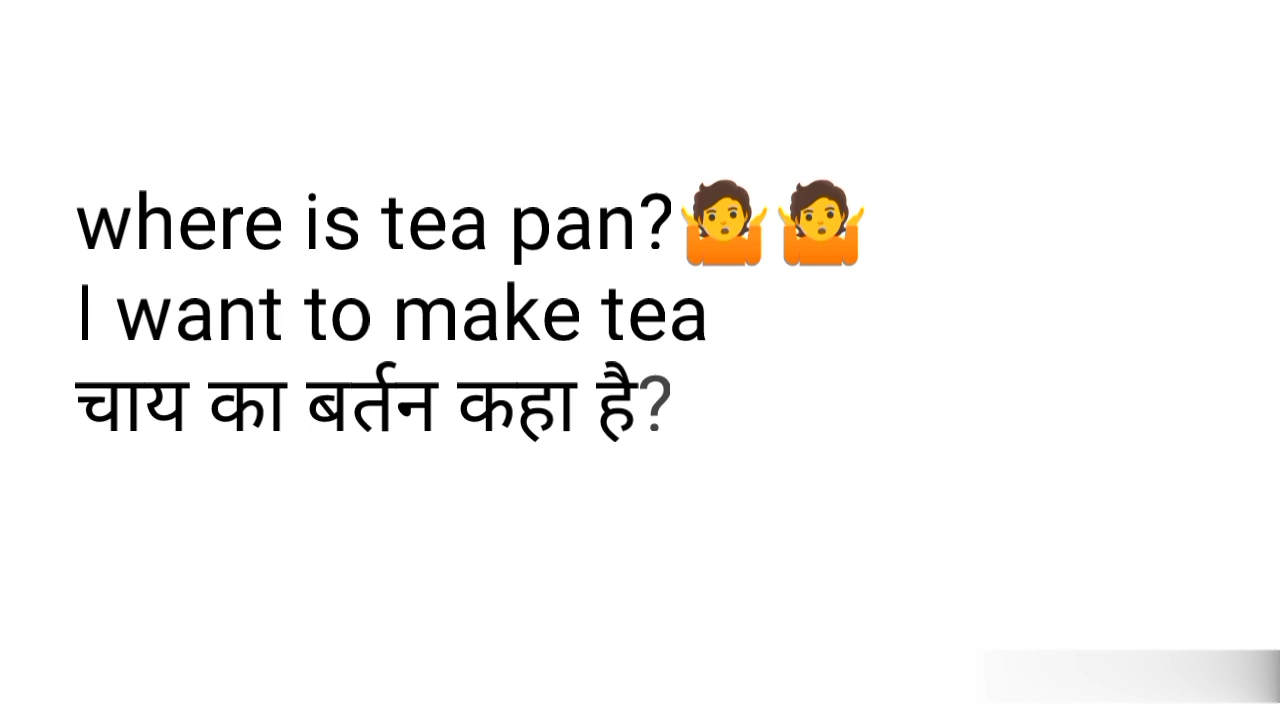 where is tea pan?🤷🤷
I want to make tea
चाय का बर्तन कहा है?